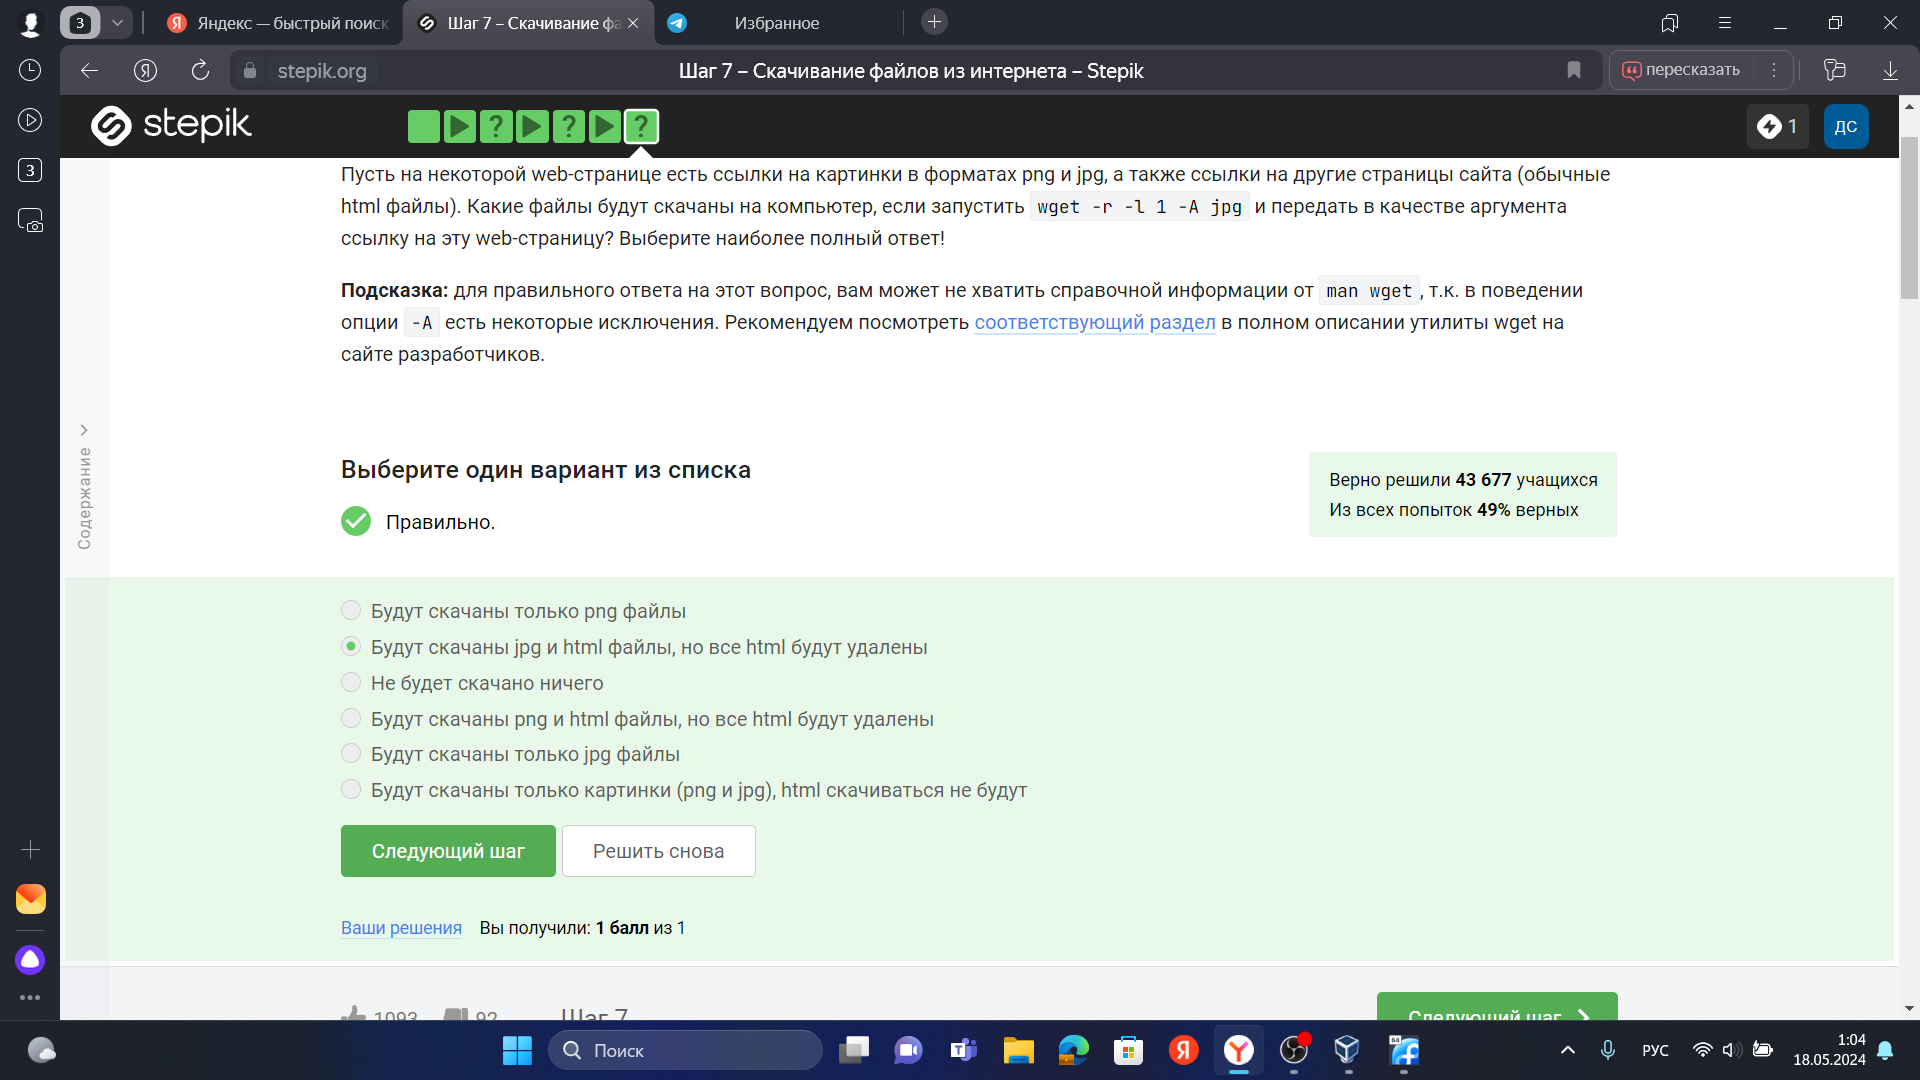 3
Яндекс — быстрый поиск
Шаг 7 – Скачивание фа
Избранное
stepik.org
Шаг 7 – Скачивание файлов из интернета – Stepik
пересказать
stepik
1
ДС
3
Пусть на некоторой web-странице есть ссылки на картинки в форматах png и jpg, а также ссылки на другие страницы сайта (обычные
html файлы). Какие файлы будут скачаны на компьютер, если запустить wget -r -l 1 -A jpg и передать в качестве аргумента
ссылку на эту web-страницу? Выберите наиболее полный ответ!
Подсказка: для правильного ответа на этот вопрос, вам может не хватить справочной информации от man wget, т.к. в поведении
опции -A есть некоторые исключения. Рекомендуем посмотреть соответствующий раздел в полном описании утилиты wget на
сайте разработчиков.
Содержание
Выберите один вариант из списка
Правильно.
Верно решили 43 677 учащихся
Из всех попыток 49% верных
Будут скачаны только png файлы
Будут скачаны jpg и html файлы, но все html будут удалены
Не будет скачано ничего
Будут скачаны png и html файлы, но все html будут удалены
Будут скачаны только jpg файлы
Будут скачаны только картинки (png и jpg), html скачиваться не будут
Следующий шаг
Решить снова
Ваши решения Вы получили: 1 балл из 1
1093
92
Шаг 7
Следующий шаг
Поиск
64
РУС
1:04
18.05.2024